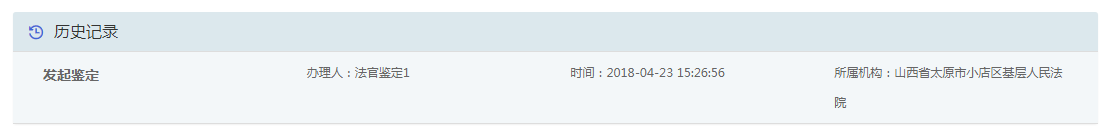 历史记录
发起鉴定 办理人：法官鉴定1 时间：2018-04-23 15:26:56 所属机构：山西省太原市小店区基层人民法
院